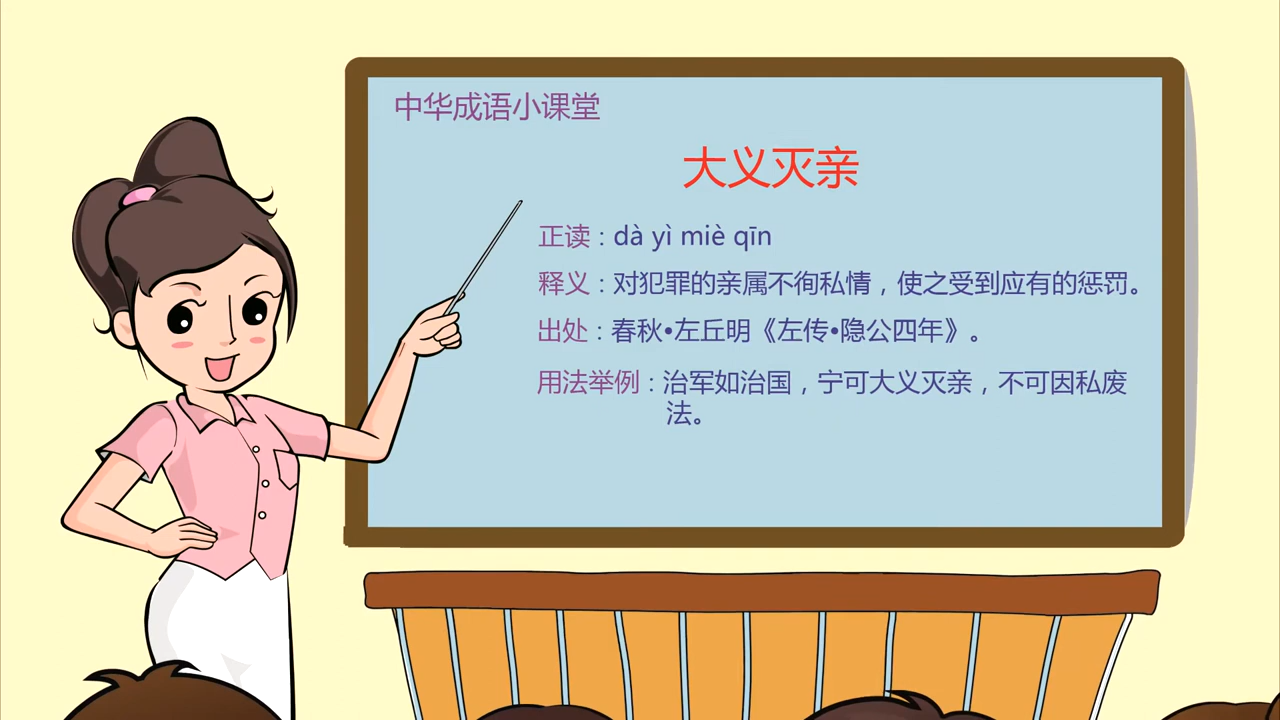 中华成语小课堂
大义灭亲
正读：dà yì miè qīn
释义：对犯罪的亲属不徇私情，使之受到应有的惩罚。
出处：春秋•左丘明《左传•隐公四年》。
用法举例：治军如治国，宁可大义灭亲，不可因私废
法。